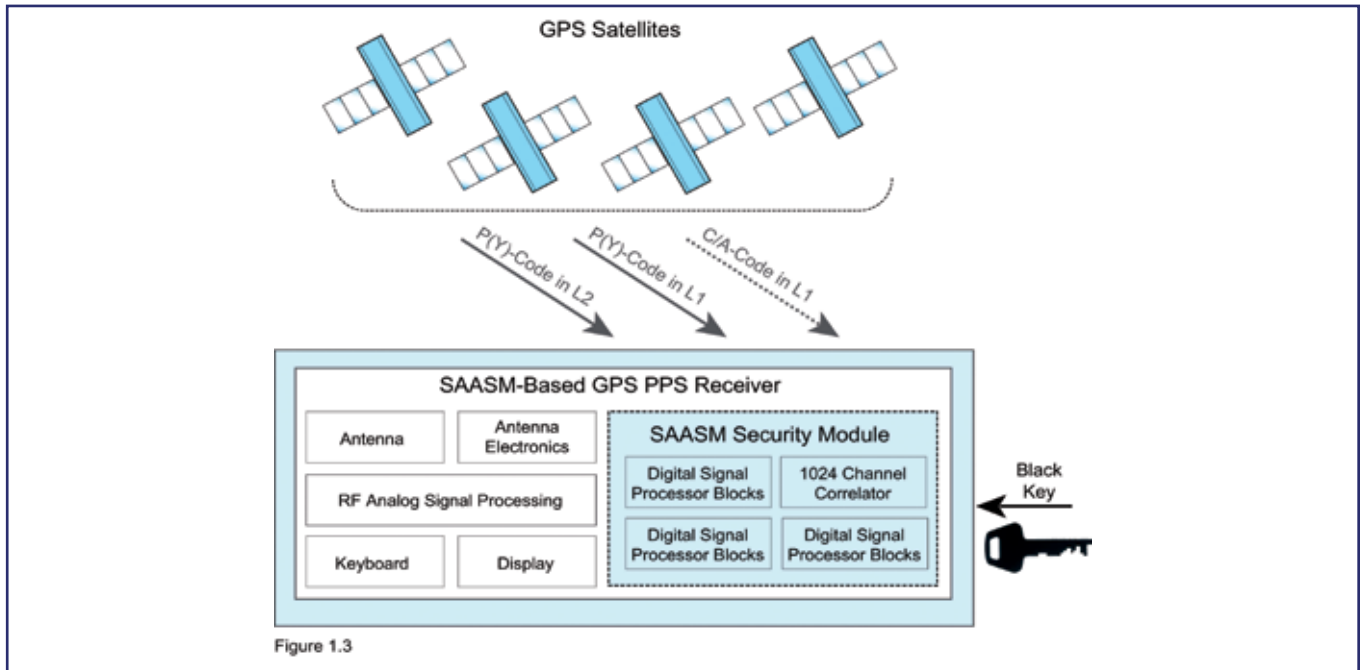 GPS Satellites
P(Y)-Code in L2
P(Y)-Code in L1
C/A-Code in L1
SAASM-Based GPS PPS Receiver
Antenna
Antenna
Electronics
RF Analog Signal Processing
Keyboard
Display
SAASM Security Module
Digital Signal
Processor Blocks
1024 Channel
Correlator
Digital Signal
Processor Blocks
Digital Signal
Processor Blocks
Black
Key
Figure 1.3